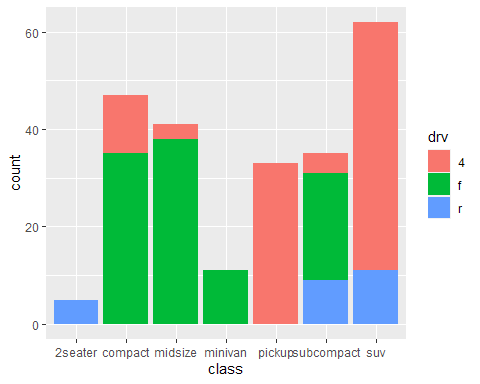 60
40
20
0
count
2seater compact midsize minivan pickup subcompact suv
class
drv
4
f
r